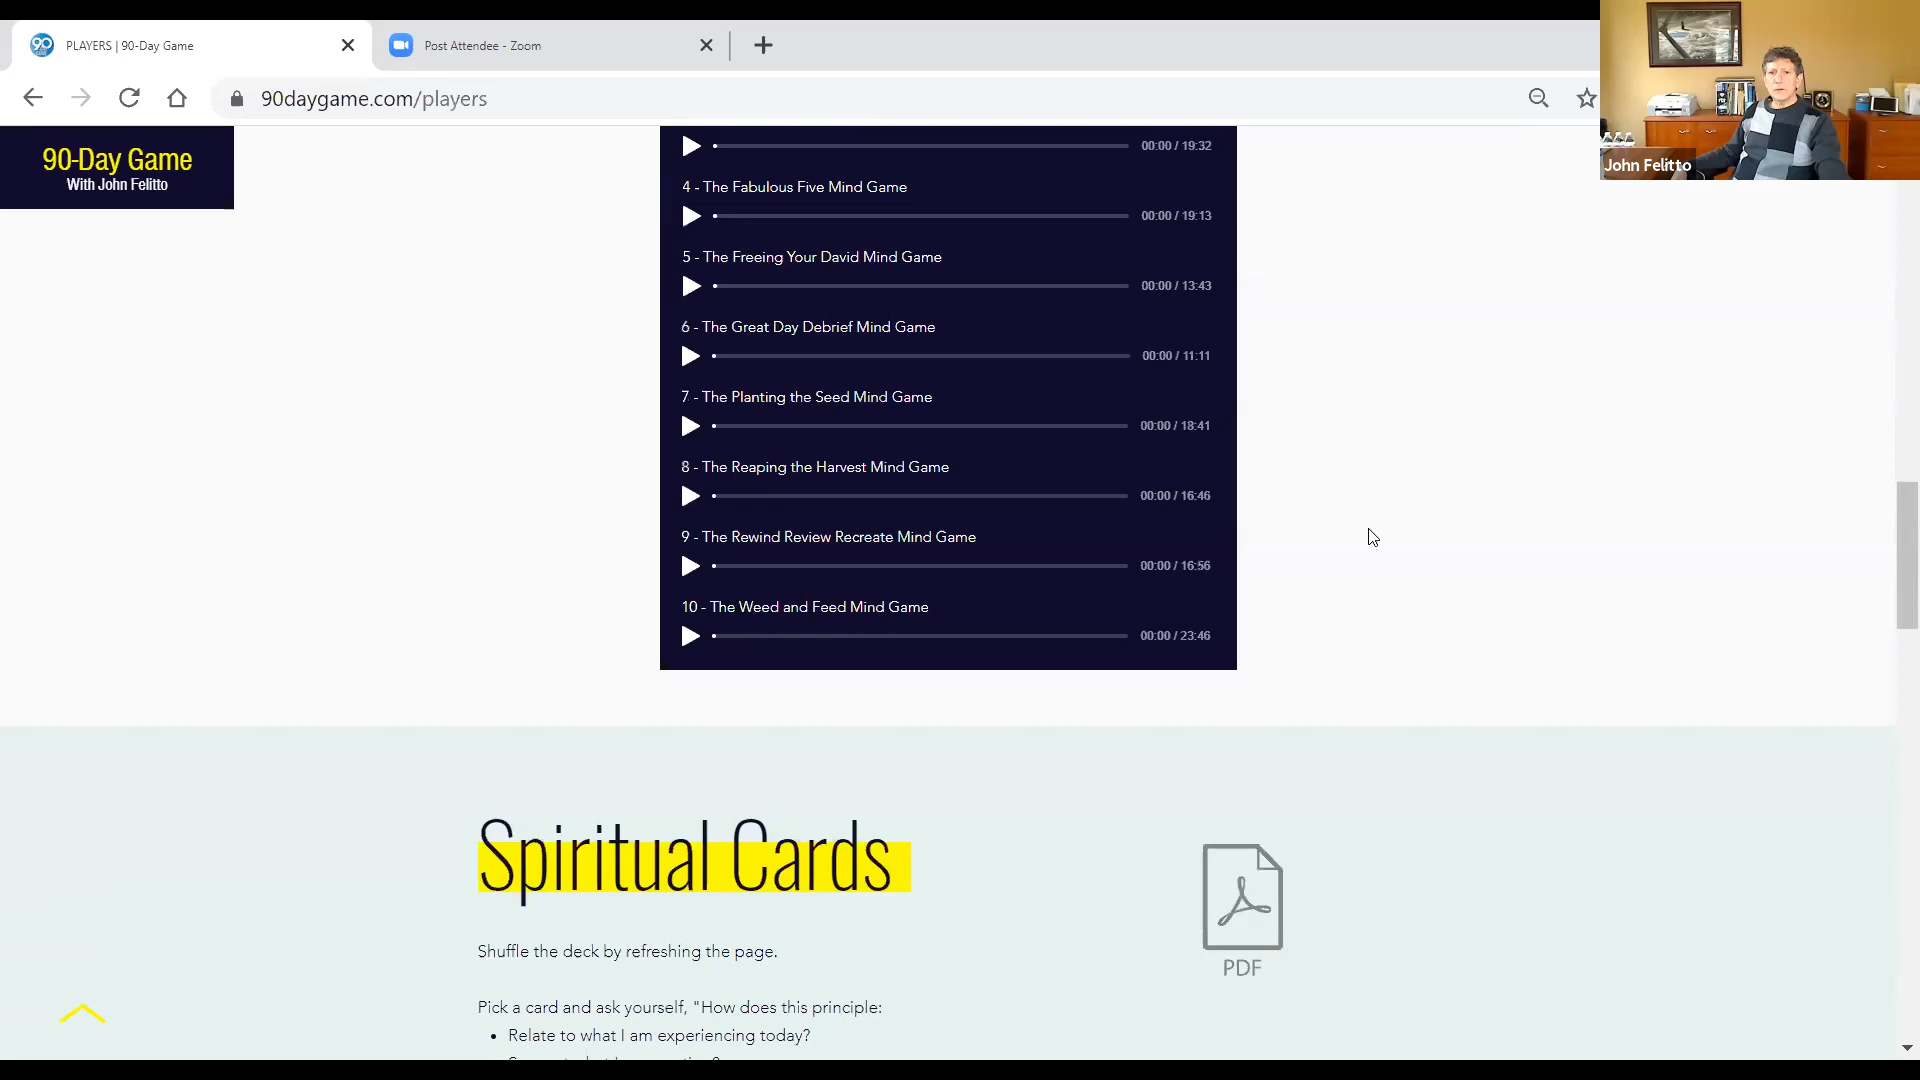 PLAYERS | 90-Day Game
Post Attendee - Zoom
90daygame.com/players
John Felitto
90-Day Game
With John Felitto
00:00 / 19:32
4 - The Fabulous Five Mind Game
00:00 / 19:13
5 - The Freeing Your David Mind Game
00:00 / 13:43
6 - The Great Day Debrief Mind Game
00:00 / 11:11
7 - The Planting the Seed Mind Game
00:00 / 18:41
8 - The Reaping the Harvest Mind Game
00:00 / 16:46
9 - The Rewind Review Recreate Mind Game
00:00 / 16:56
10 - The Weed and Feed Mind Game
00:00 / 23:46
Spiritual Cards
PDF
Shuffle the deck by refreshing the page.
Pick a card and ask yourself, "How does this principle:
• Relate to what I am experiencing today?